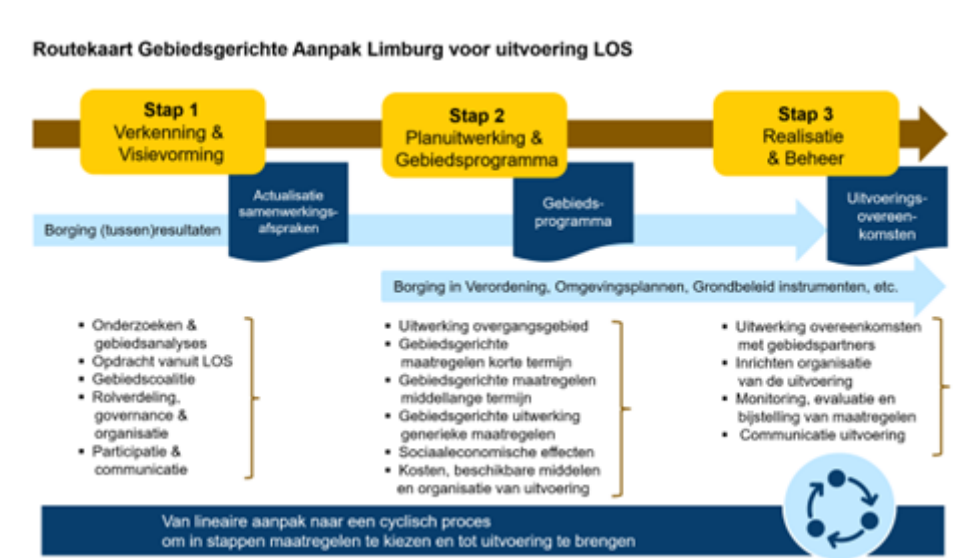 Routekaart Gebiedsgerichte Aanpak Limburg voor uitvoering LOS
Stap 1
Verkenning &
Visievorming
Stap 2
Planuitwerking &
Gebiedsprogramma
Stap 3
Realisatie
& Beheer
Actualisatie
samenwerkings-
afspraken
Gebieds-
programma
Uitvoerings-
overeen-
komsten
Borging (tussen)resultaten
Borging in Verordening, Omgevingsplannen, Grondbeleid instrumenten, etc.
▪ Onderzoeken &
gebiedsanalyses
▪ Opdracht vanuit LOS
▪ Gebiedscoalitie
▪ Rolverdeling,
governance &
organisatie
▪ Participatie &
communicatie
▪ Uitwerking overgangsgebied
▪ Gebiedsgerichte
maatregelen korte termijn
▪ Gebiedsgerichte maatregelen
middellange termijn
▪ Gebiedsgerichte uitwerking
generieke maatregelen
▪ Sociaaleconomische effecten
▪ Kosten, beschikbare middelen
en organisatie van uitvoering
▪ Uitwerking overeenkomsten
met gebiedspartners
▪ Inrichten organisatie
van de uitvoering
▪ Monitoring, evaluatie en
bijstelling van maatregelen
▪ Communicatie uitvoering
Van lineaire aanpak naar een cyclisch proces
om in stappen maatregelen te kiezen en tot uitvoering te brengen